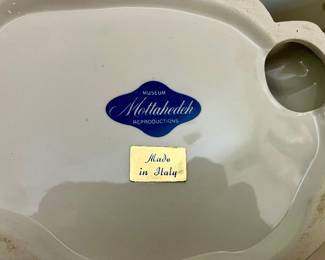 MUSEUM
Mottahedeh
REPRODUCTIONS
Made
in Italy